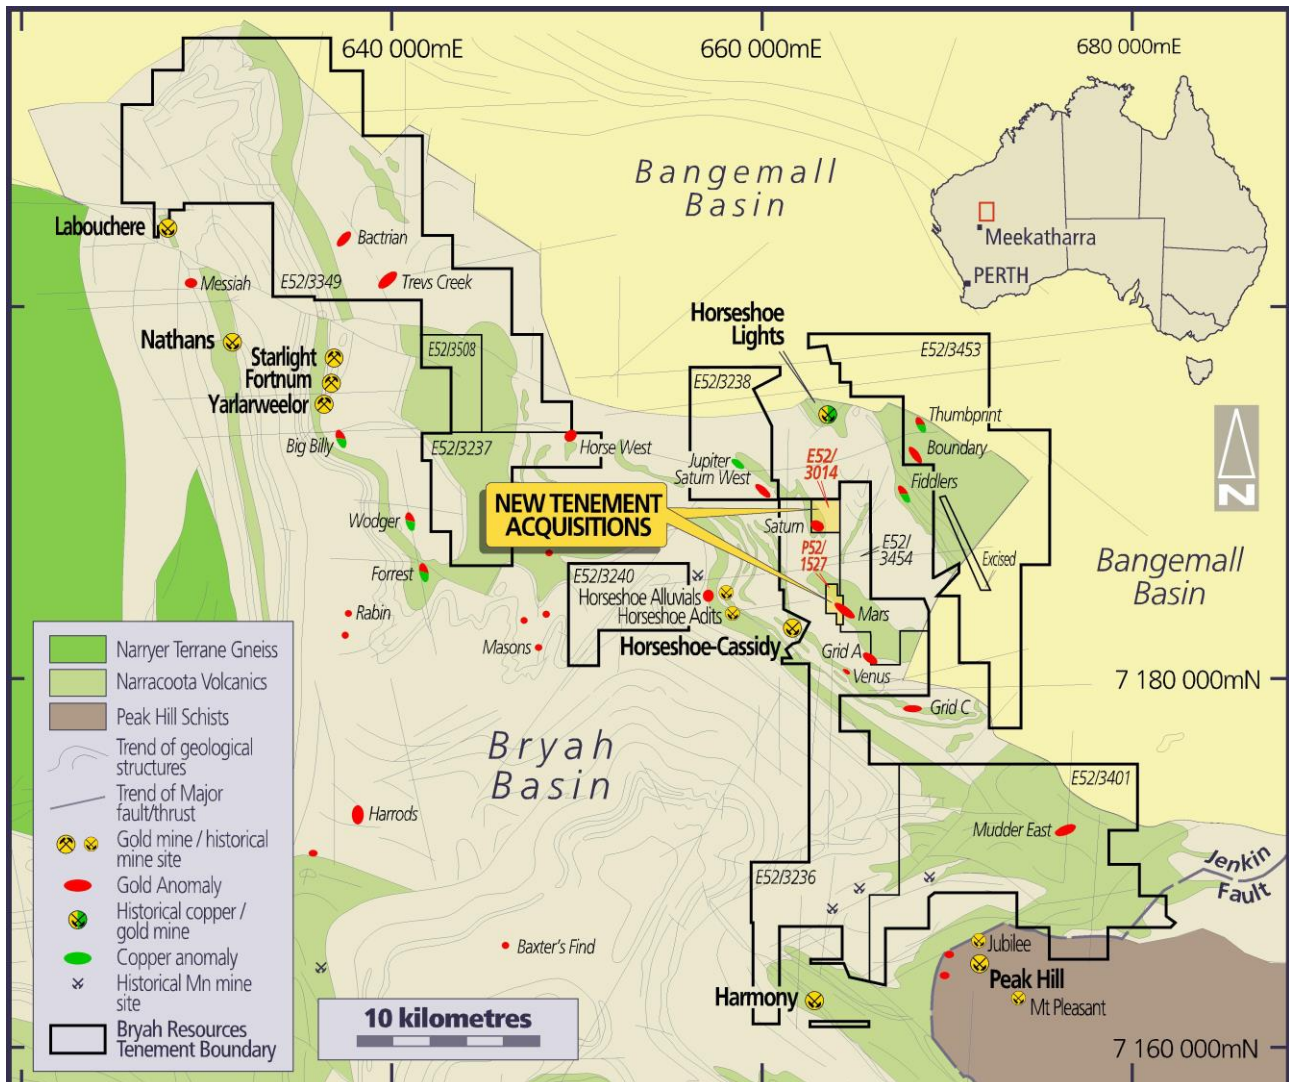 640 000mE
660 000mE
680 000mE
Bangemall
Basin
Meekatharra
PERTH
Labouchere
Bactrian
E52/3349
Trevs Creek
Messiah
Nathans
Starlight
Fortnum
Yarlarweelor
E52/3508
Horseshoe
Lights
E52/3453
E52/3238
Thumbprint
Big Billy
E52/3237
Horse West
Jupiter
Saturn West
E52/
3014
Boundary
Fiddlers
NEW TENEMENT
ACQUISITIONS
Wodger
Saturn
P52/
1527
E52/
3454
Excised
N
Bangemall
Basin
Forrest
E52/3240
Horseshoe Alluvials
Horseshoe Adits
Rabin
Masons
Horseshoe-Cassidy
Mars
Grid A
Venus
Grid C
7 180 000mN
Bryah
Basin
E52/3401
Harrods
Mudder East
Jenkin
Fault
E52/3236
Baxter's Find
Jubilee
Peak Hill
Mt Pleasant
Harmony
7 160 000mN
Narryer Terrane Gneiss
Narracoota Volcanics
Peak Hill Schists
Trend of geological
structures
Trend of Major
fault/thrust
Gold mine / historical
mine site
Gold Anomaly
Historical copper /
gold mine
Copper anomaly
Historical Mn mine
site
Bryah Resources
Tenement Boundary
10 kilometres